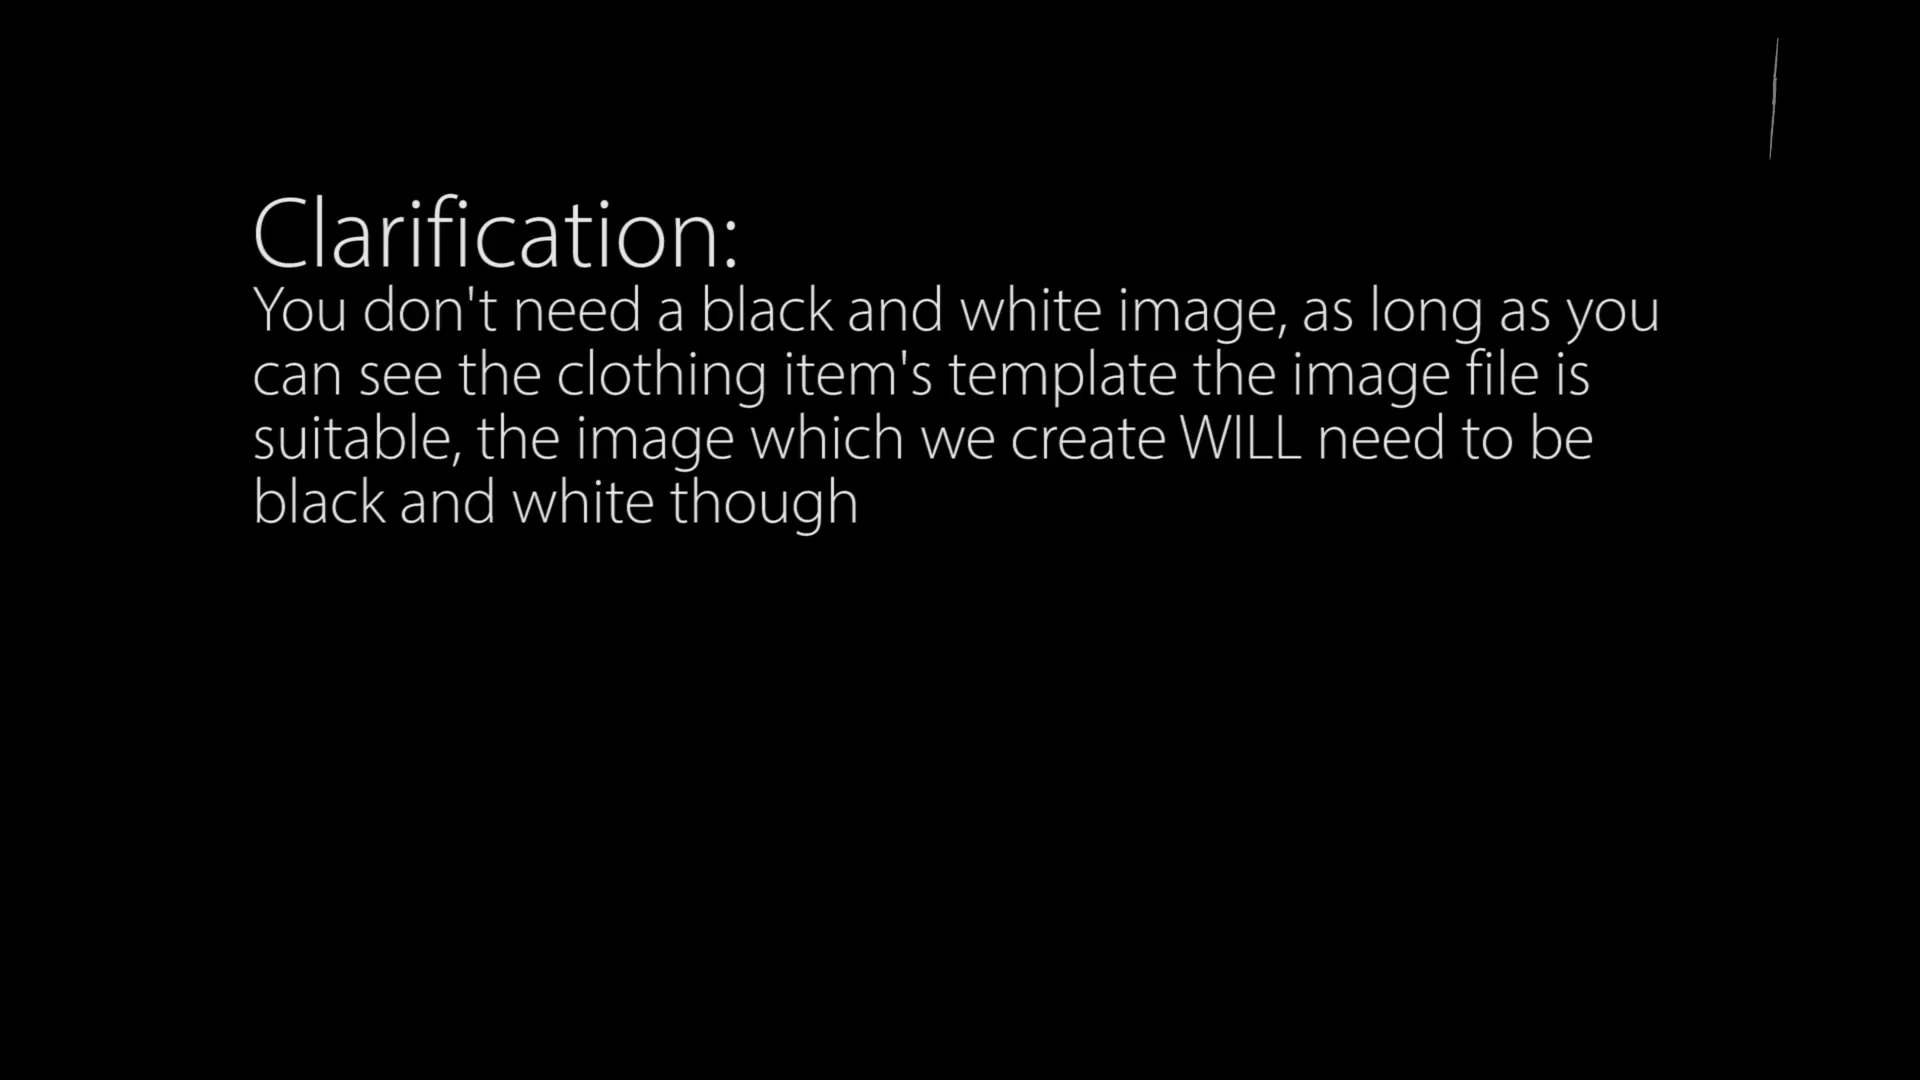 Clarification:
You don't need a black and white image, as long as you
can see the clothing item's template the image file is
suitable, the image which we create WILL need to be
black and white though